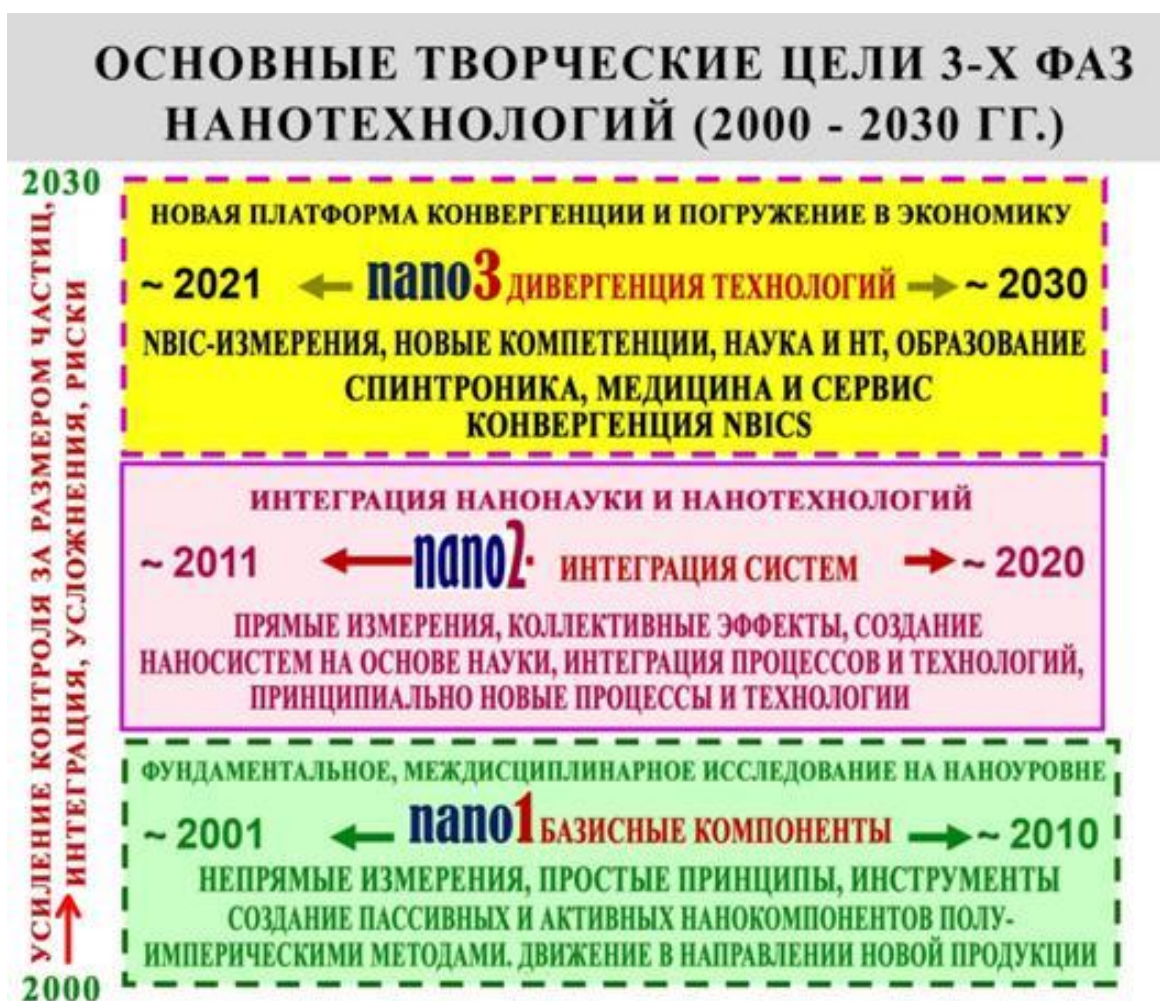 ОСНОВНЫЕ ТВОРЧЕСКИЕ ЦЕЛИ 3-Х ФАЗ
НАНОТЕХНОЛОГИЙ (2000 - 2030 ГГ.)
2030
УСИЛЕНИЕ КОНТРОЛЯ ЗА РАЗМЕРОМ ЧАСТИЦ,
ИНТЕГРАЦИЯ, УСЛОЖНЕНИЯ, РИСКИ
2000
НОВАЯ ПЛАТФОРМА КОНВЕРГЕНЦИИ И ПОГРУЖЕНИЕ В ЭКОНОМИКУ
~ 2021 nano3 ДИВЕРГЕНЦИЯ ТЕХНОЛОГИЙ ~ 2030
NBIC-ИЗМЕРЕНИЯ, НОВЫЕ КОМПЕТЕНЦИИ, НАУКА И НТ, ОБРАЗОВАНИЕ
СПИНТРОНИКА, МЕДИЦИНА И СЕРВИС
КОНВЕРГЕНЦИЯ NBICS
ИНТЕГРАЦИЯ НАНОНАУКИ И НАНОТЕХНОЛОГИЙ
~ 2011 nano2. ИНТЕГРАЦИЯ СИСТЕМ ~ 2020
ПРЯМЫЕ ИЗМЕРЕНИЯ, КОЛЛЕКТИВНЫЕ ЭФФЕКТЫ, СОЗДАНИЕ
НАНОСИСТЕМ НА ОСНОВЕ НАУКИ, ИНТЕГРАЦИЯ ПРОЦЕССОВ И ТЕХНОЛОГИЙ,
ПРИНЦИПИАЛЬНО НОВЫЕ ПРОЦЕССЫ И ТЕХНОЛОГИИ
ФУНДАМЕНТАЛЬНОЕ, МЕЖДИСЦИПЛИНАРНОЕ ИССЛЕДОВАНИЕ НА НАНОУРОВНЕ
~ 2001 nano1 БАЗИСНЫЕ КОМПОНЕНТЫ ~ 2010
НЕПРЯМЫЕ ИЗМЕРЕНИЯ, ПРОСТЫЕ ПРИНЦИПЫ, ИНСТРУМЕНТЫ
СОЗДАНИЕ ПАССИВНЫХ И АКТИВНЫХ НАНОКОМПОНЕНТОВ ПОЛУ-
ИМПЕРИЧЕСКИМИ МЕТОДАМИ. ДВИЖЕНИЕ В НАПРАВЛЕНИИ НОВОЙ ПРОДУКЦИИ